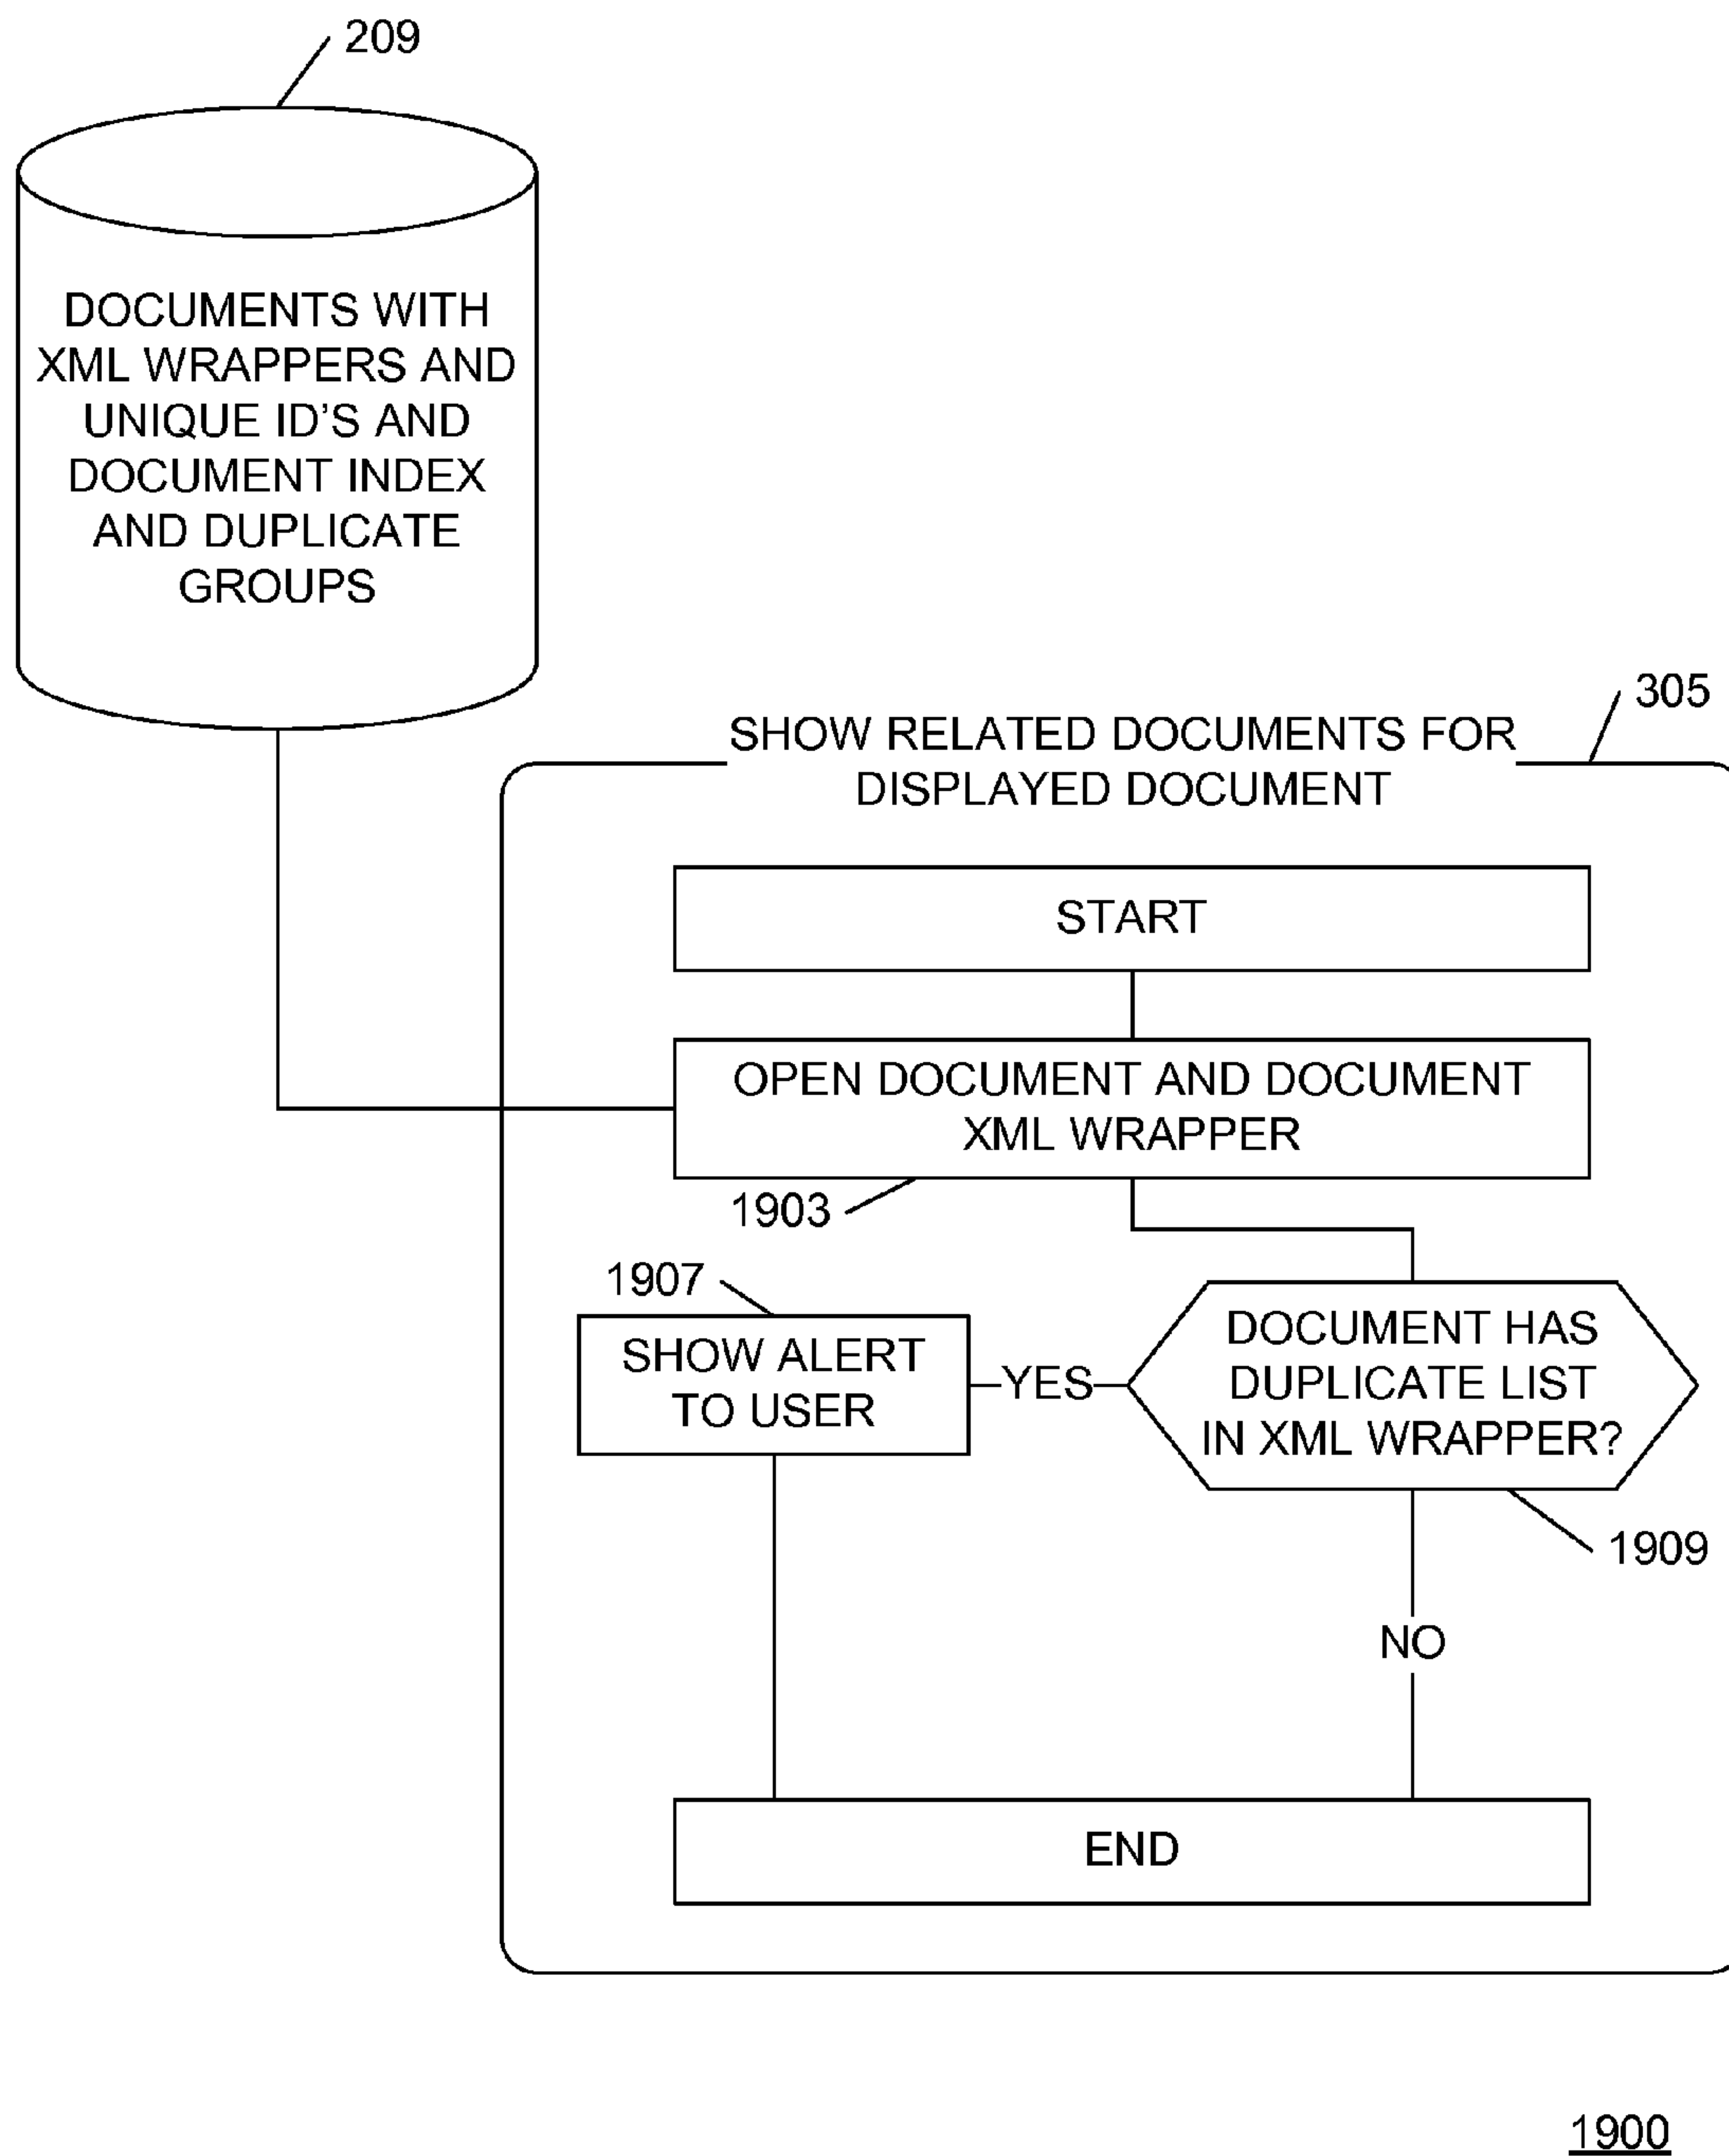 209
DOCUMENTS WITH
XML WRAPPERS AND
UNIQUE ID'S AND
DOCUMENT INDEX
AND DUPLICATE
GROUPS
305
SHOW RELATED DOCUMENTS FOR
DISPLAYED DOCUMENT
START
OPEN DOCUMENT AND DOCUMENT
XML WRAPPER
1903
1907
SHOW ALERT
TO USER
YES
DOCUMENT HAS
DUPLICATE LIST
IN XML WRAPPER?
1909
NO
END
1900